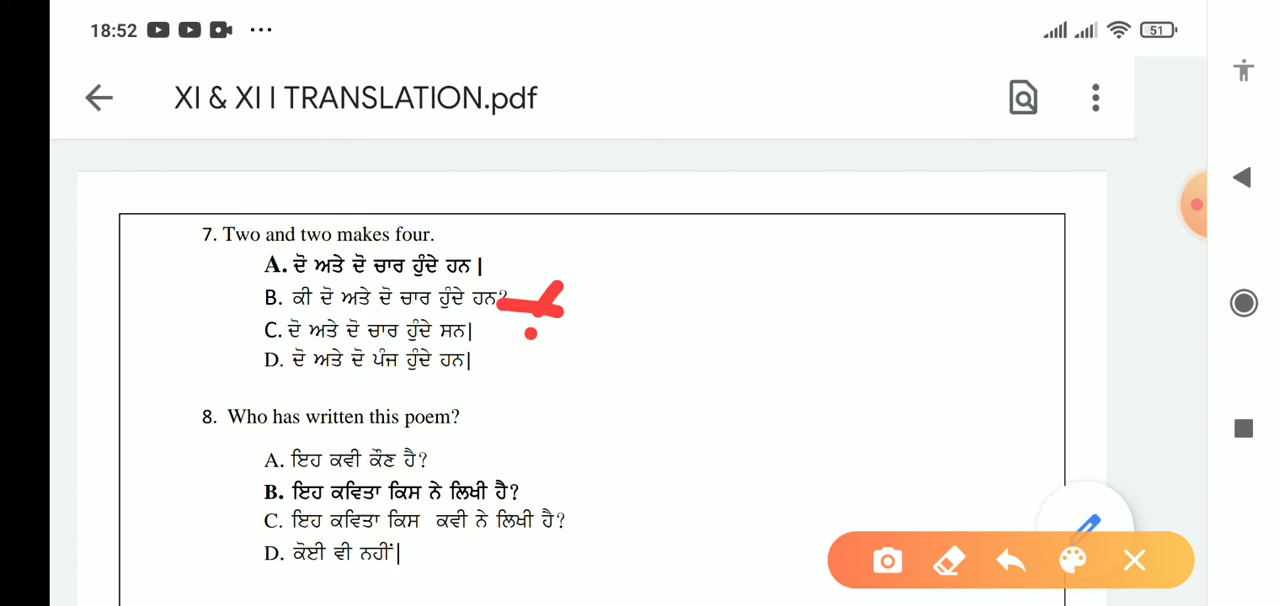 18:52
51
XI & XI I TRANSLATION.pdf
7. Two and two makes four.
A. ਦੋ ਅਤੇ ਦੋ ਚਾਰ ਹੁੰਦੇ ਹਨ |
B. ਕੀ ਦੋ ਅਤੇ ਦੋ ਚਾਰ ਹੁੰਦੇ ਹਨ?
C. ਦੋ ਅਤੇ ਦੋ ਚਾਰ ਹੁੰਦੇ ਸਨ|
D. ਦੋ ਅਤੇ ਦੋ ਪੰਜ ਹੁੰਦੇ ਹਨ|
8. Who has written this poem?
A. ਇਹ ਕਵੀ ਕੌਣ ਹੈ?
B. ਇਹ ਕਵਿਤਾ ਕਿਸ ਨੇ ਲਿਖੀ ਹੈ?
C. ਇਹ ਕਵਿਤਾ ਕਿਸ ਕਵੀ ਨੇ ਲਿਖੀ ਹੈ?
D. ਕੋਈ ਵੀ ਨਹੀਂ|